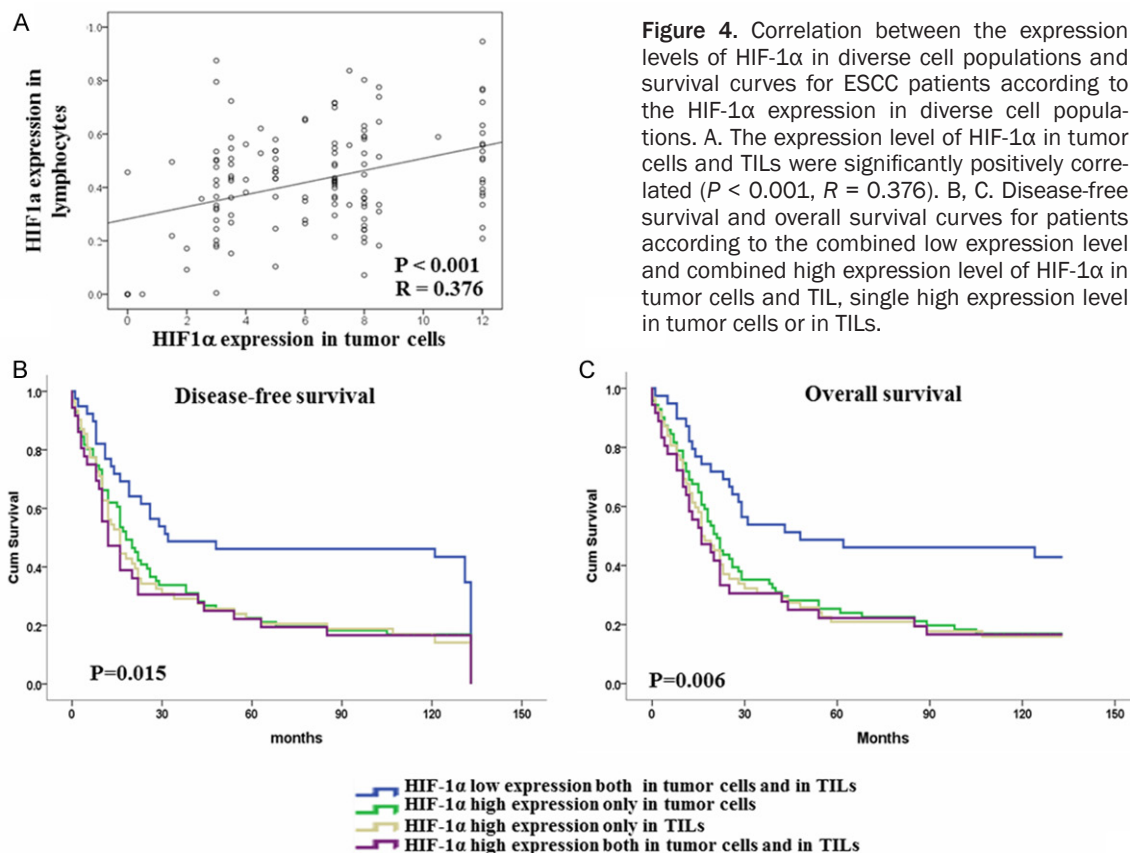 A
HIF1a expression in
lymphocytes
1.0
0.8
0.6
0.4
0.2
0.0
0 2 4 6 8 10 12
P < 0.001
R = 0.376
HIF1α expression in tumor cells
Figure 4. Correlation between the expression
levels of HIF-1α in diverse cell populations and
survival curves for ESCC patients according to
the HIF-1α expression in diverse cell popula-
tions. A. The expression level of HIF-1α in tumor
cells and TILs were significantly positively corre-
lated (P < 0.001, R = 0.376). B, C. Disease-free
survival and overall survival curves for patients
according to the combined low expression level
and combined high expression level of HIF-1α in
tumor cells and TIL, single high expression level
in tumor cells or in TILs.
B
Disease-free survival
Cum Survival
1.0
0.8
0.6
0.4
0.2
0.0
P=0.015
0 30 60 90 120 150
months
C
Overall survival
Cum Survival
1.0
0.8
0.6
0.4
0.2
0.0
P=0.006
0 30 60 90 120 150
Months
HIF-1α low expression both in tumor cells and in TILs
HIF-1α high expression only in tumor cells
HIF-1α high expression only in TILs
HIF-1α high expression both in tumor cells and in TILs